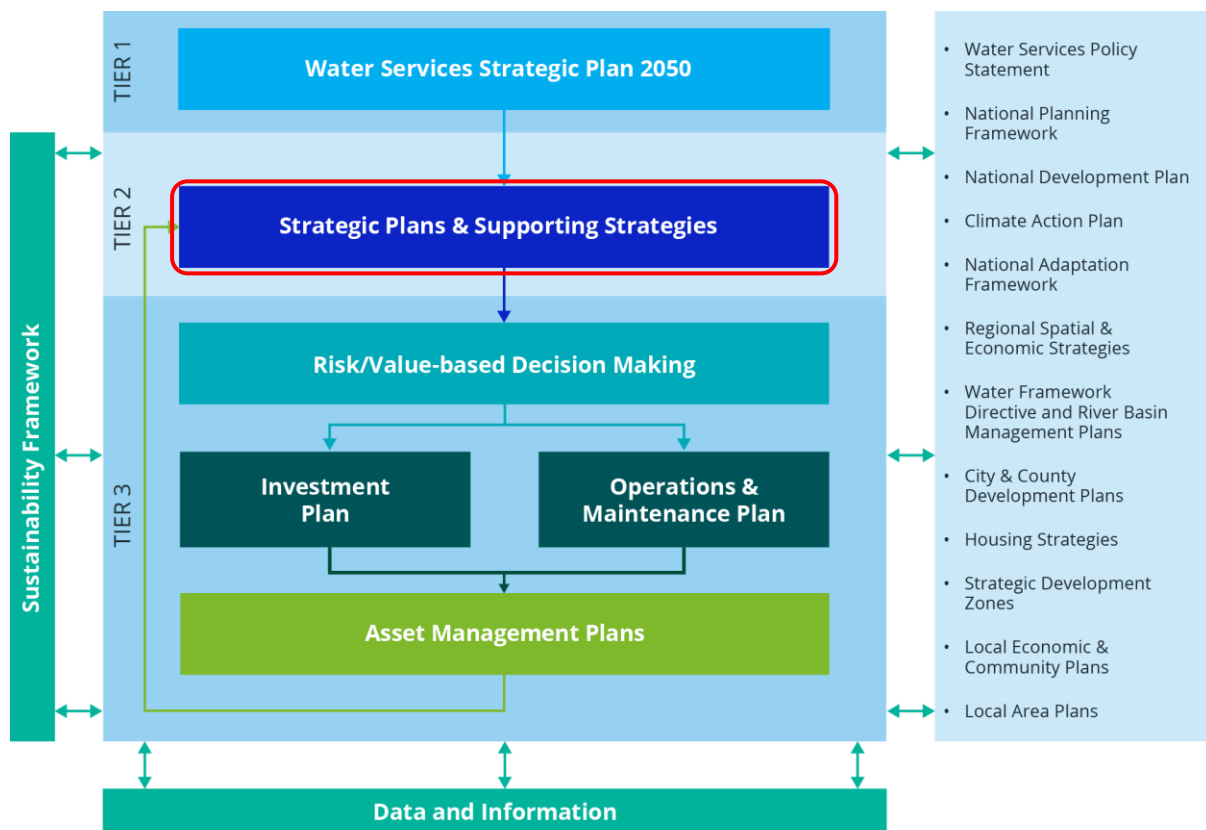 TIER 1
Water Services Strategic Plan 2050
TIER 2
Strategic Plans & Supporting Strategies
TIER 3
Risk/Value-based Decision Making
Investment
Plan
Operations &
Maintenance Plan
Asset Management Plans
Sustainability Framework
Data and Information
• Water Services Policy
Statement
• National Planning
Framework
• National Development Plan
• Climate Action Plan
• National Adaptation
Framework
• Regional Spatial &
Economic Strategies
• Water Framework
Directive and River Basin
Management Plans
• City & County
Development Plans
• Housing Strategies
• Strategic Development
Zones
• Local Economic &
Community Plans
• Local Area Plans